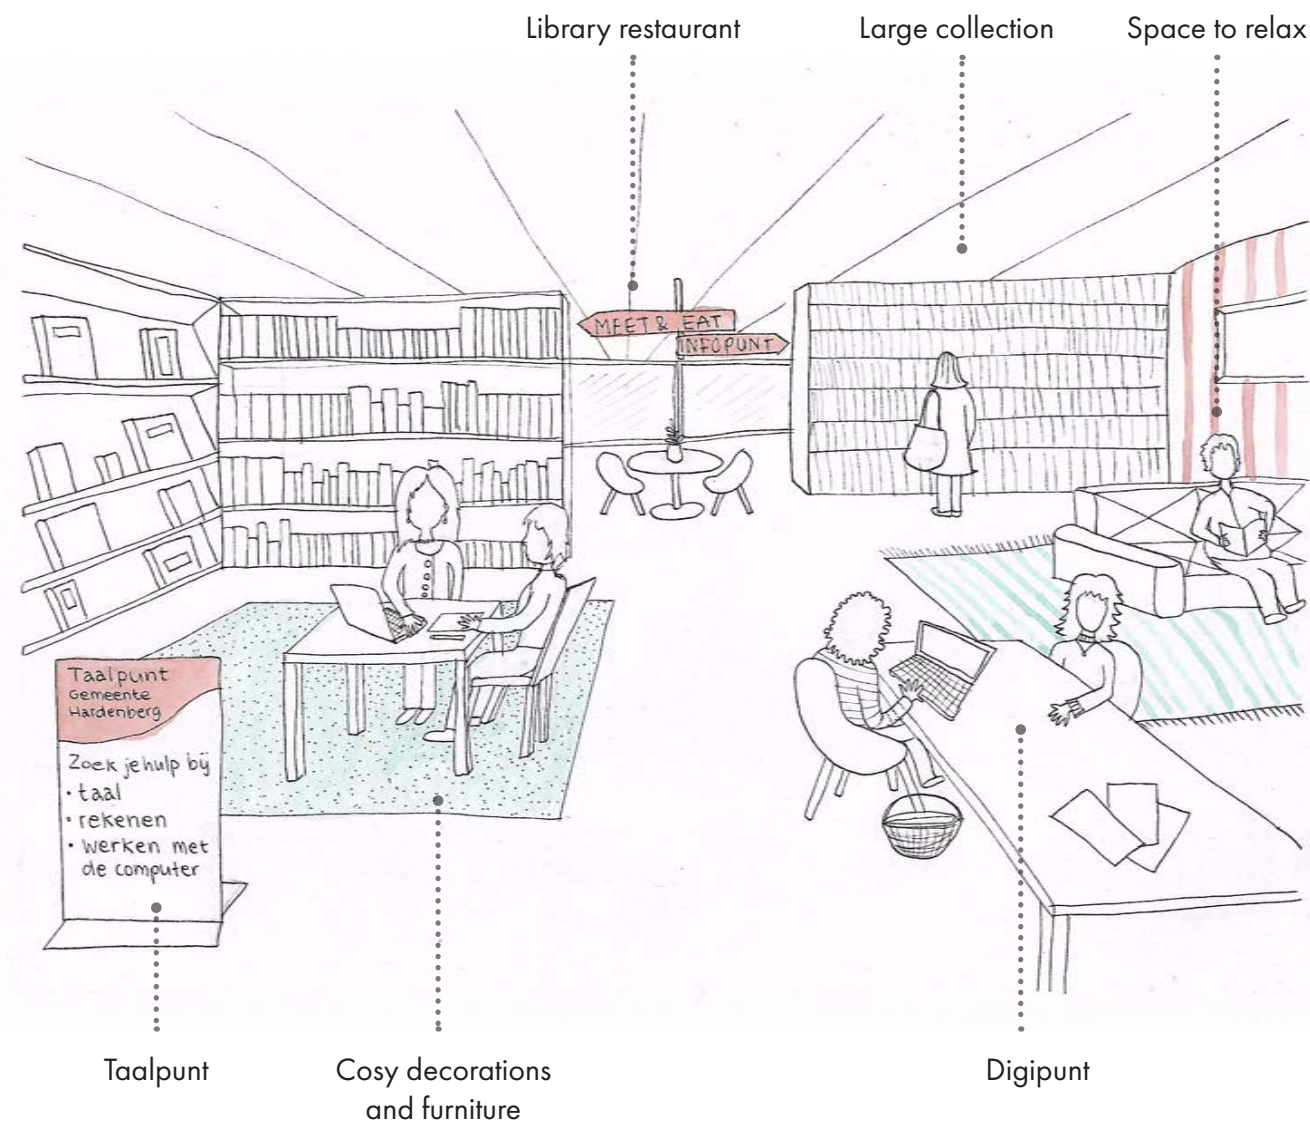 Library restaurant
Large collection
Space to relax
MEET & EAT
INFOPUNT
Taalpunt
Gemeente
Hardenberg
Zoek je hulp bij
• taal
• rekenen
• werken met
de computer
Taalpunt
Cosy decorations
and furniture
Digipunt